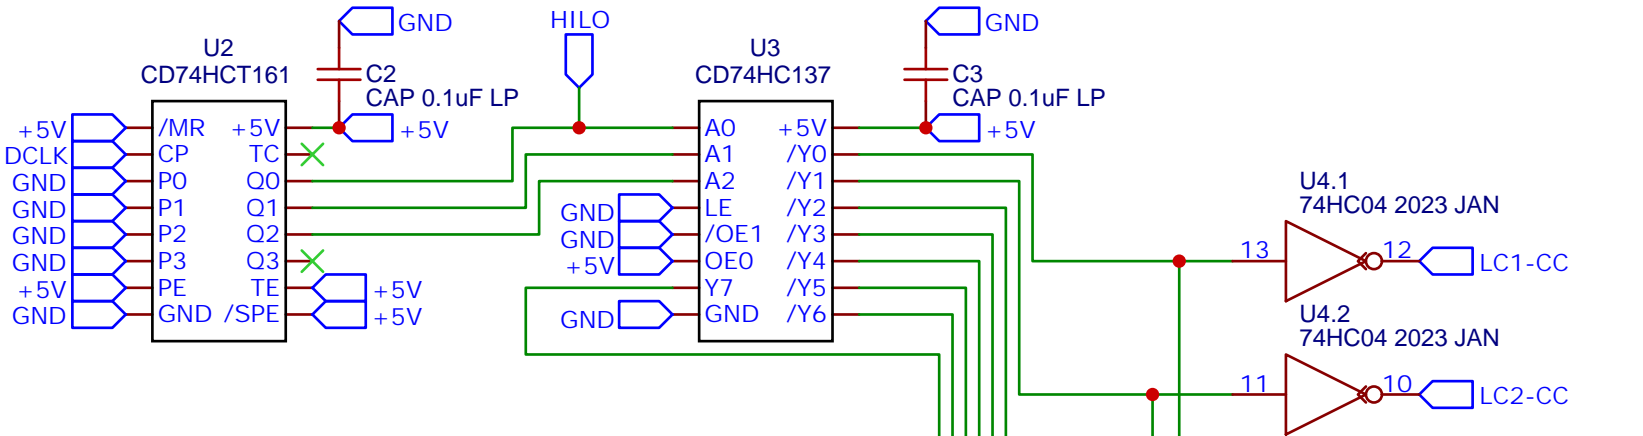 GND
HILO
GND
U2
CD74HCT161
C2
CAP 0.1uF LP
U3
CD74HC137
C3
CAP 0.1uF LP
+5V /MR +5V +5V
DCLK CP TC
GND P0 Q0
GND P1 Q1
GND P2 Q2
GND P3 Q3
+5V PE TE +5V
GND GND /SPE +5V
A0 +5V +5V
A1 /Y0
A2 /Y1
GND LE /Y2
GND /OE1 /Y3
+5V OE0 /Y4
Y7 /Y5
GND GND /Y6
U4.1
74HC04 2023 JAN
13 12 LC1-CC
U4.2
74HC04 2023 JAN
11 10 LC2-CC